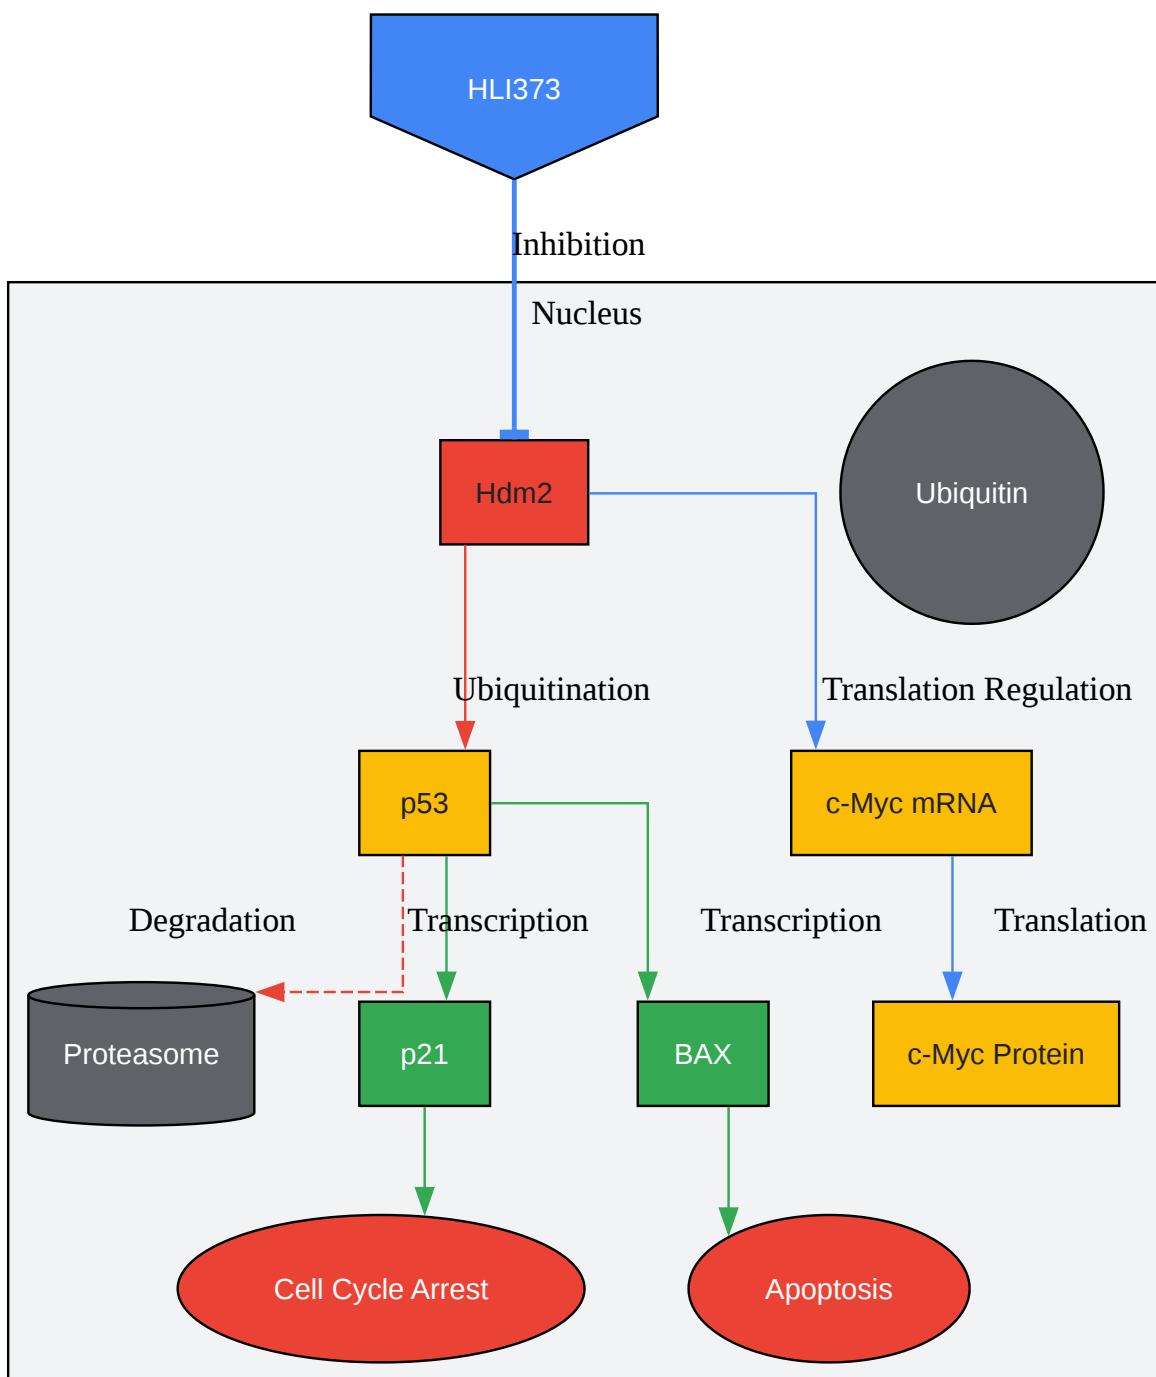 HLI373
Inhibition
Nucleus
Hdm2
Ubiquitin
Ubiquitination
Translation Regulation
p53
c-Myc mRNA
Degradation
Transcription
Transcription
Translation
Proteasome
p21
BAX
c-Myc Protein
Cell Cycle Arrest
Apoptosis